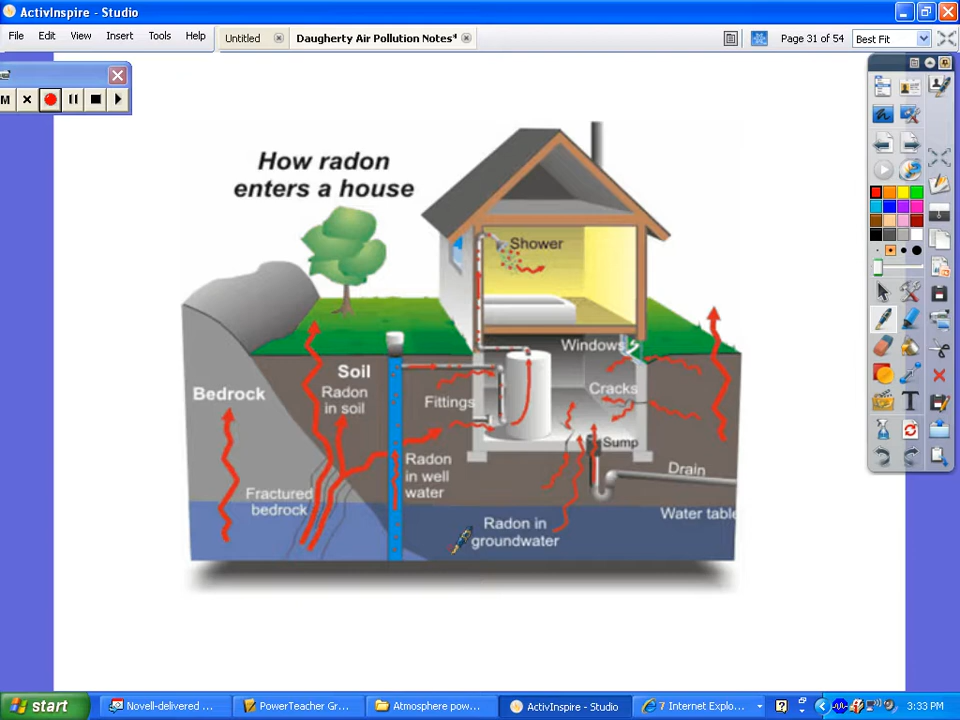 ActivInspire - Studio
File Edit View Insert Tools Help
Untitled
Daugherty Air Pollution Notes*
Page 31 of 54
Best Fit
M
How radon
enters a house
Shower
Windows
Soil
Bedrock
Radon
in soil
Fittings
Cracks
Sump
Radon
in well
water
Drain
Fractured
bedrock
Water table
Radon in
groundwater
T
start
Novell-delivered ...
PowerTeacher Gr...
Atmosphere pow...
ActivInspire - Studio
7 Internet Explo...
3:33 PM